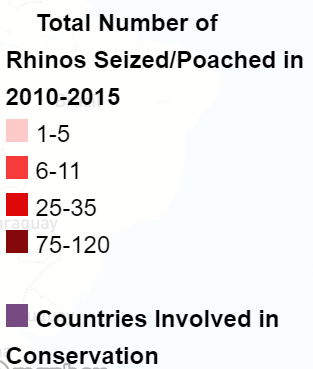 Total Number of
Rhinos Seized/Poached in
2010-2015
1-5
6-11
25-35
75-120
Countries Involved in
Conservation